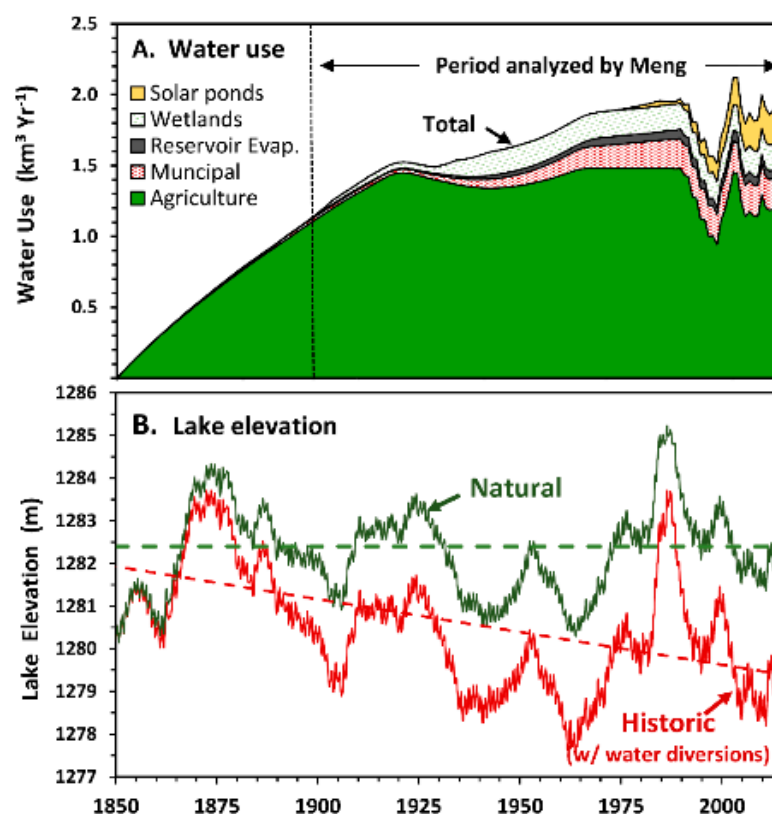 2.5
A. Water use
Period analyzed by Meng
Solar ponds
Wetlands
Reservoir Evap.
Muncipal
Agriculture
Total
2.0
1.5
1.0
0.5
Water Use (km³ Yr⁻¹)
1286
B. Lake elevation
1285
1284
1283
1282
1281
1280
1279
1278
1277
Natural
Historic
(w/ water diversions)
Lake Elevation (m)
1850
1875
1900
1925
1950
1975
2000